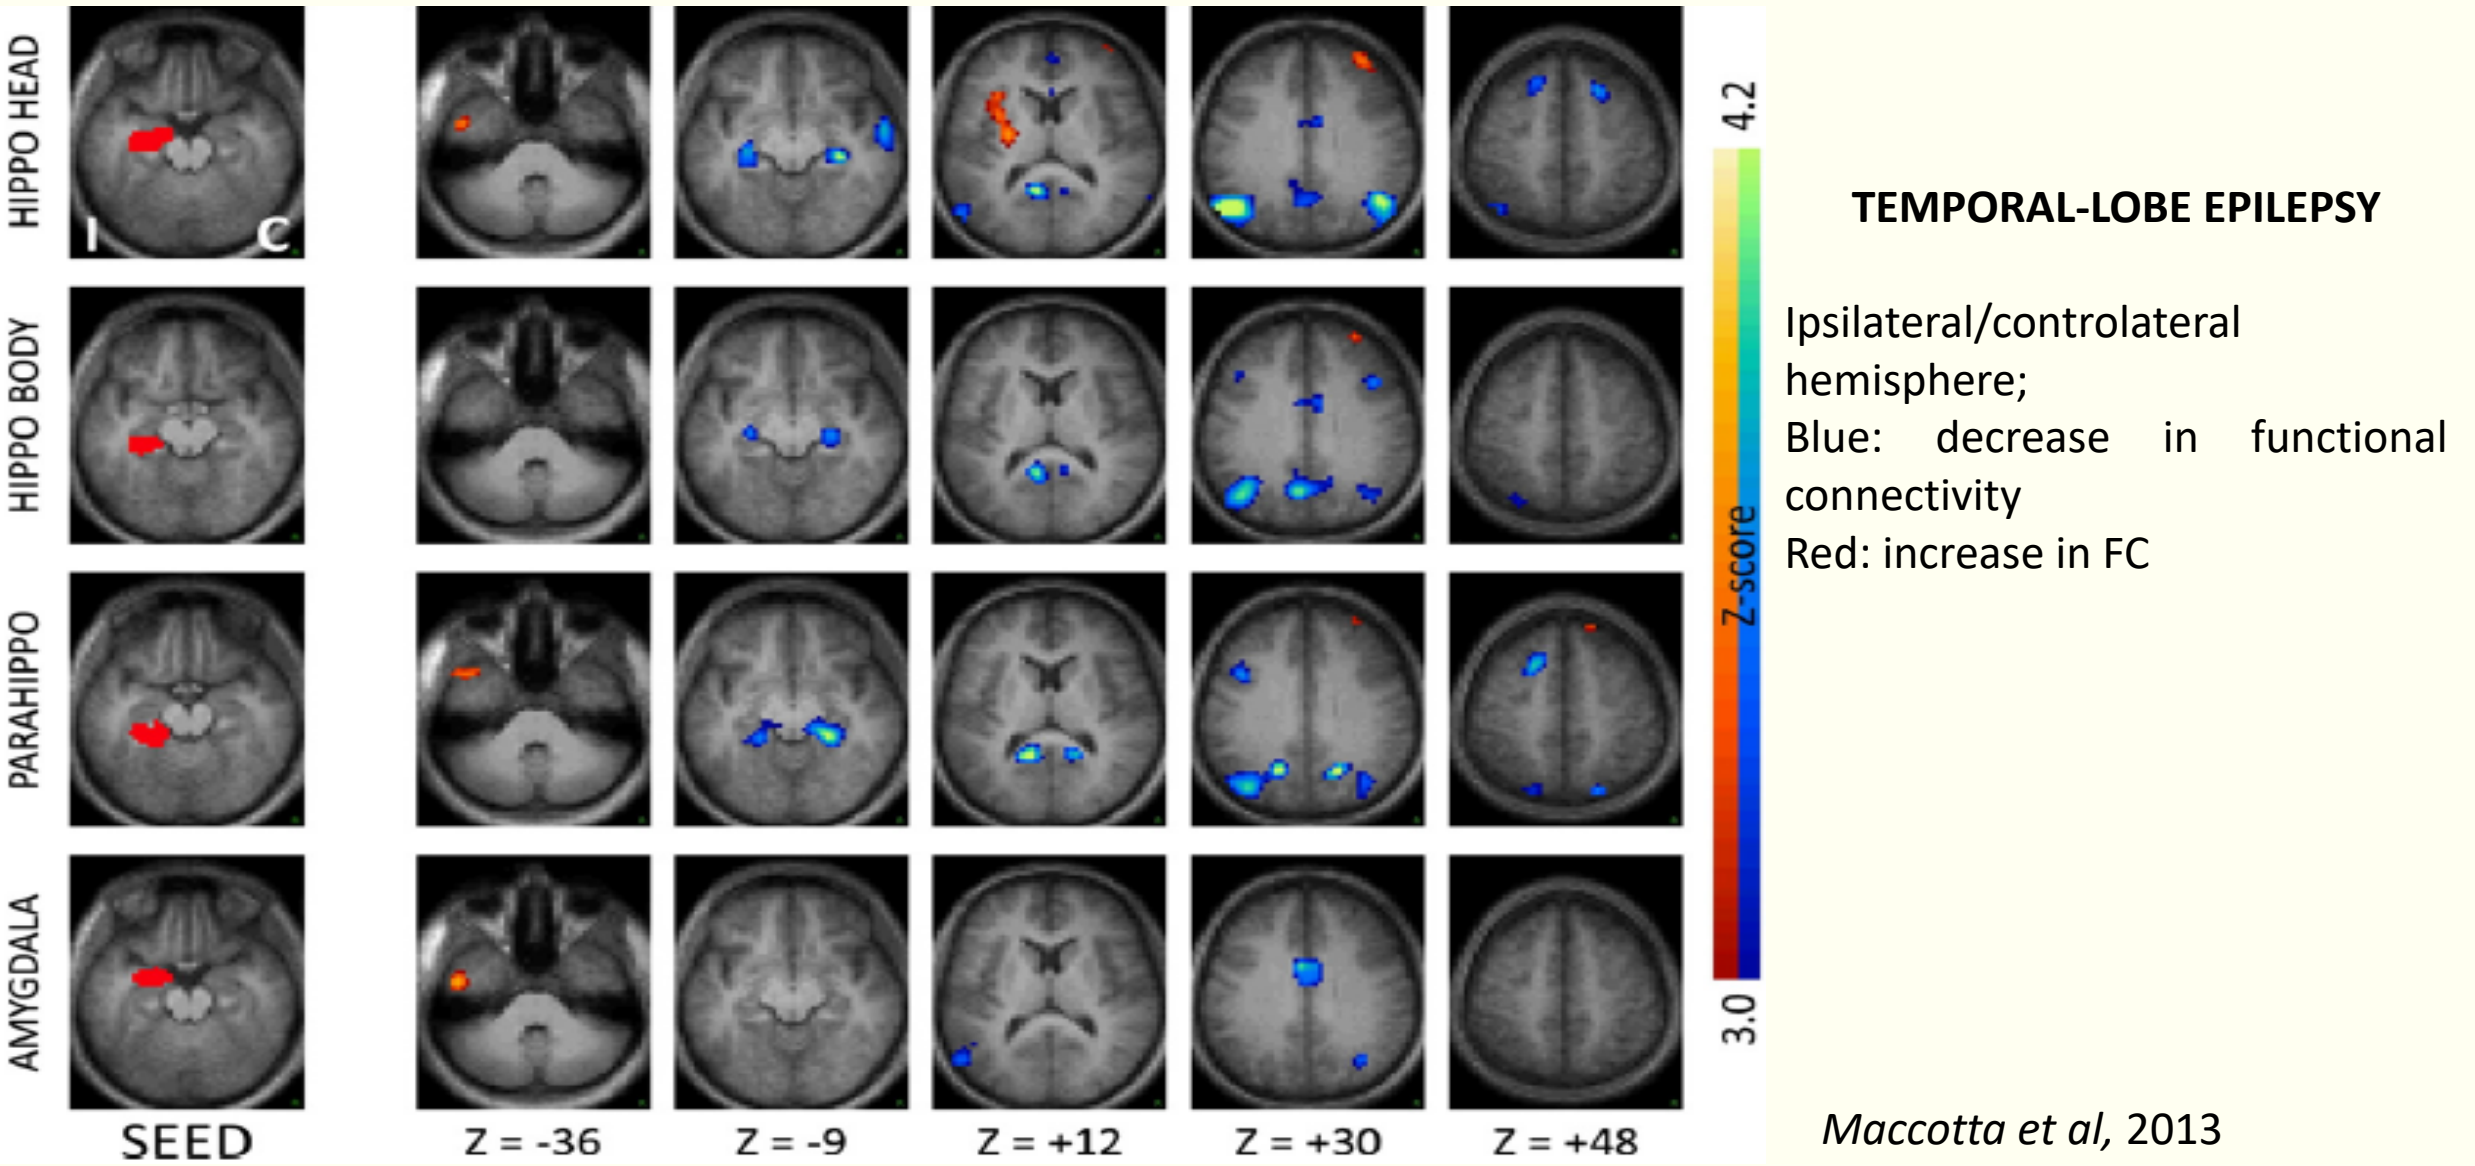 HIPPO HEAD
I
C
HIPPO BODY
PARAHIPPO
AMYGDALA
SEED
Z = -36
Z = -9
Z = +12
Z = +30
Z = +48
4.2
Z-score
3.0
TEMPORAL-LOBE EPILEPSY
Ipsilateral/controlateral
hemisphere;
Blue: decrease in functional
connectivity
Red: increase in FC
Maccotta et al, 2013